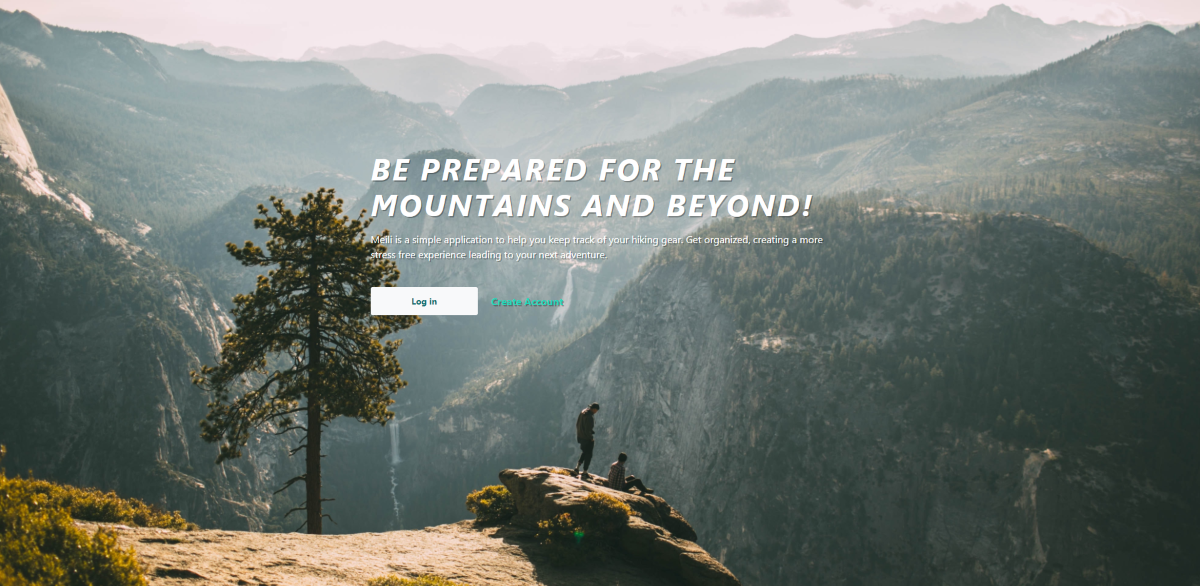 BE PREPARED FOR THE
MOUNTAINS AND BEYOND!
Meili is a simple application to help you keep track of your hiking gear. Get organized, creating a more
stress free experience leading to your next adventure.
Log in Create Account